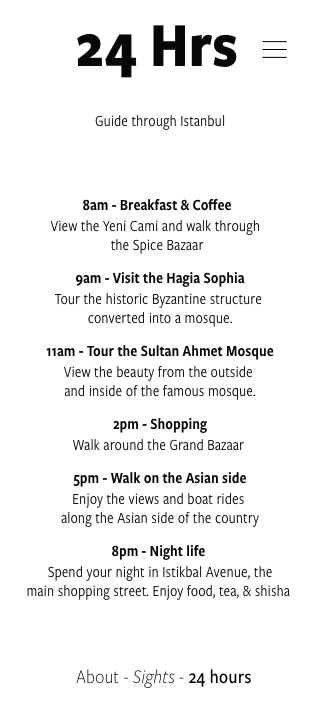 24 Hrs
Guide through Istanbul
8am - Breakfast & Coffee
View the Yeni Cami and walk through
the Spice Bazaar
9am - Visit the Hagia Sophia
Tour the historic Byzantine structure
converted into a mosque.
11am - Tour the Sultan Ahmet Mosque
View the beauty from the outside
and inside of the famous mosque.
2pm - Shopping
Walk around the Grand Bazaar
5pm - Walk on the Asian side
Enjoy the views and boat rides
along the Asian side of the country
8pm - Night life
Spend your night in Istikbal Avenue, the
main shopping street. Enjoy food, tea, & shisha
About - Sights - 24 hours